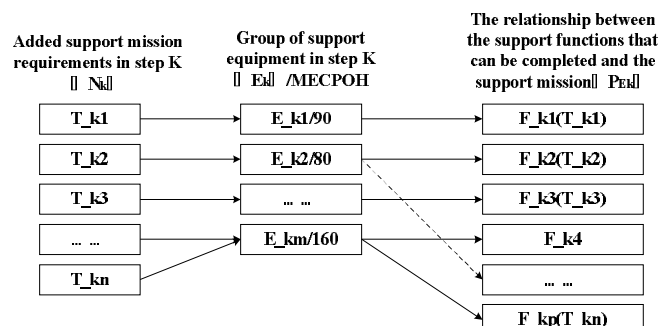 Added support mission
requirements in step K
[] Nk[]
T_k1
T_k2
T_k3
... ...
T_kn
Group of support
equipment in step K
[] Ek[] /MECPOH
E_k1/90
E_k2/80
... ...
E_km/160
The relationship between
the support functions that
can be completed and the
support mission[] PEk[]
F_k1(T_k1)
F_k2(T_k2)
F_k3(T_k3)
F_k4
... ...
F_kp(T_kn)